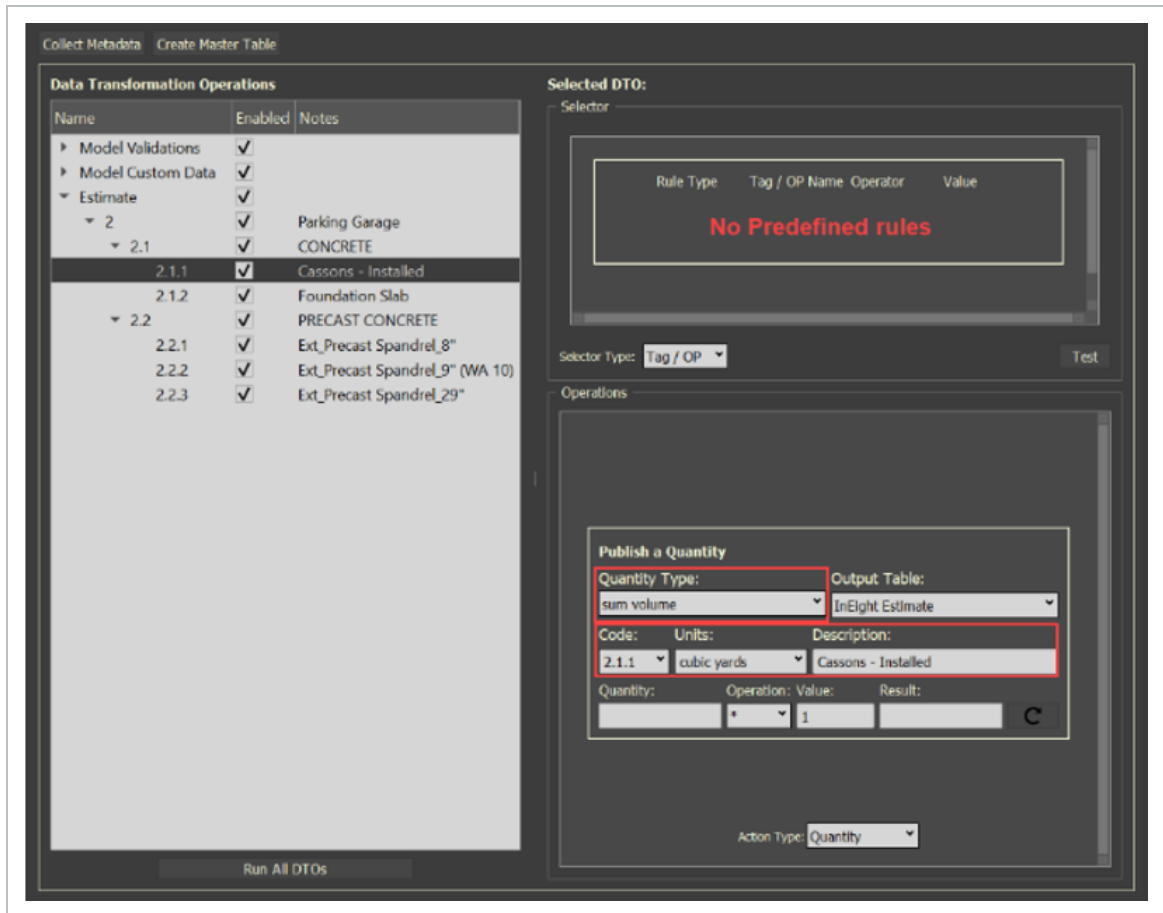 Collect Metadata Create Master Table
Data Transformation Operations
Name Enabled Notes
Model Validations
Model Custom Data
Estimate
2 Parking Garage
2.1 CONCRETE
2.1.1 Cassons - Installed
2.1.2 Foundation Slab
2.2 PRECAST CONCRETE
2.2.1 Ext_Precast Spandrel_8"
2.2.2 Ext_Precast Spandrel_9" (WA 10)
2.2.3 Ext_Precast Spandrel_29"
Run All DTOs
Selected DTO:
Selector
Rule Type Tag / OP Name Operator Value
No Predefined rules
Selector Type: Tag / OP Test
Operations
Publish a Quantity
Quantity Type: Output Table:
sum volume InEight Estimate
Code: Units: Description:
2.1.1 cubic yards Cassons - Installed
Quantity: Operation: Value: Result:
* 1
Action Type: Quantity